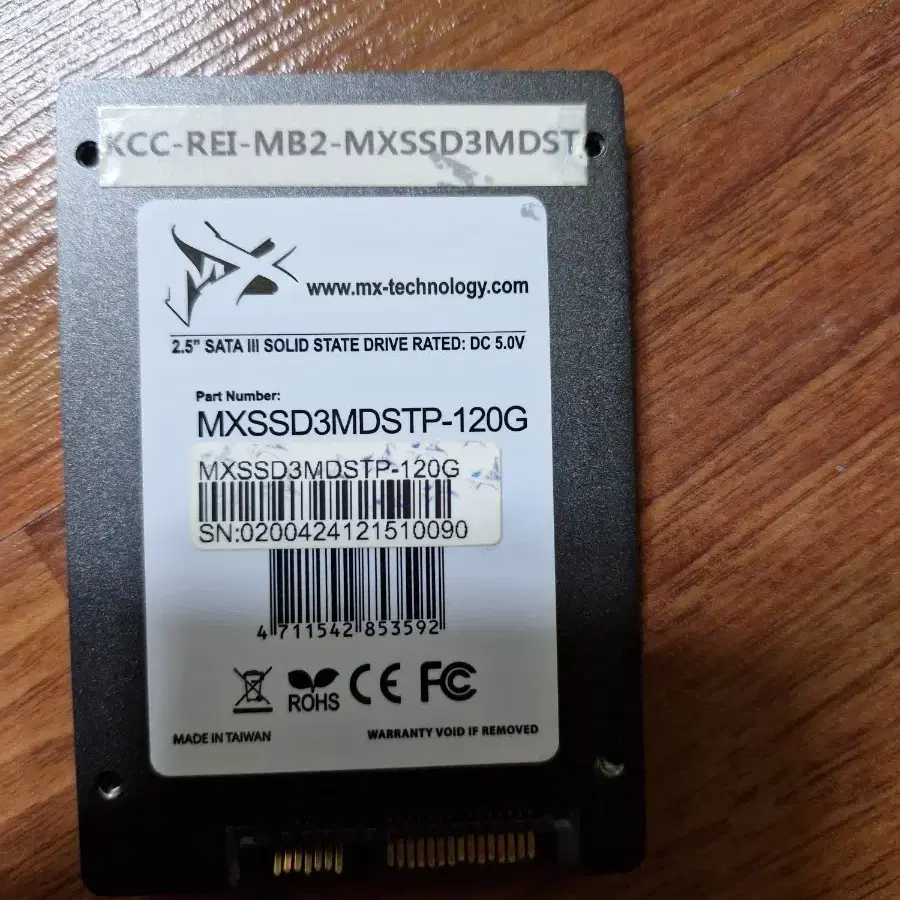 KCC-REI-MB2-MXSSD3MDST
MX
www.mx-technology.com
2.5" SATA III SOLID STATE DRIVE RATED: DC 5.0V
Part Number:
MXSSD3MDSTP-120G
MXSSD3MDSTP-120G
SN:0200424121510090
4 711542 853592
ROHS CE FC
MADE IN TAIWAN WARRANTY VOID IF REMOVED